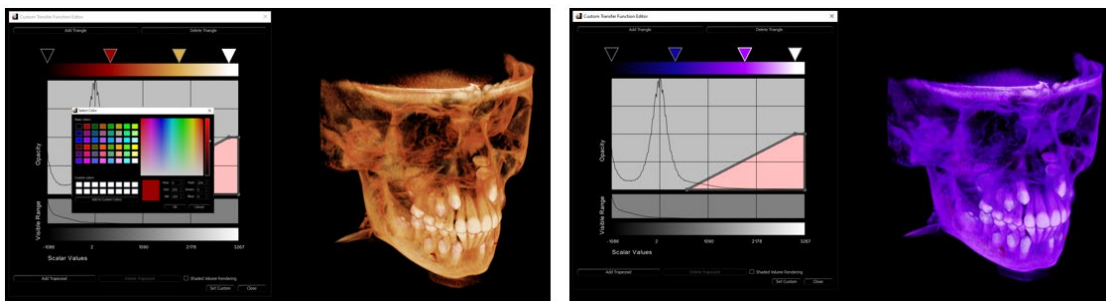 Custom Transfer Function Editor
Add Triangle
Delete Triangle
Select Color
Basic colors
Custom colors
Add to Custom Colors
OK
Cancel
Opacity
Visible Range
-1086
2
1090
2178
3267
Scalar Values
Add Trapezoid
Delete Trapezoid
Shaded Volume Rendering
Set Custom
Close
Custom Transfer Function Editor
Add Triangle
Delete Triangle
Opacity
Visible Range
-1086
2
1090
2178
3267
Scalar Values
Add Trapezoid
Delete Trapezoid
Shaded Volume Rendering
Set Custom
Close